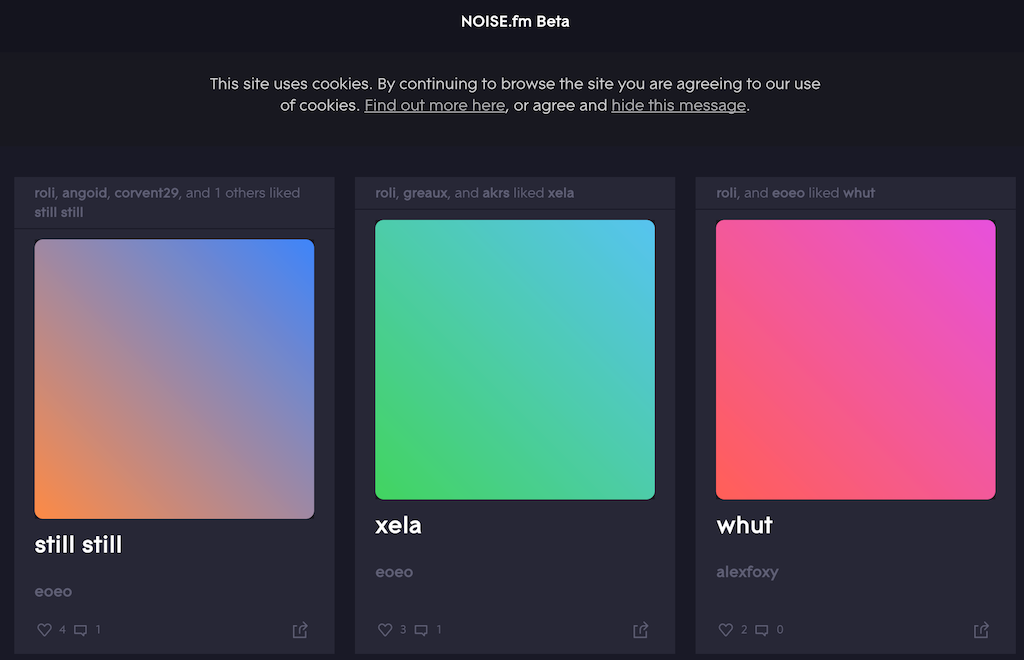 NOISE.fm Beta
This site uses cookies. By continuing to browse the site you are agreeing to our use
of cookies. Find out more here, or agree and hide this message.
roli, angoid, corvent29, and 1 others liked
still still
still still
eoeo
4 1
roli, greaux, and akrs liked xela
xela
eoeo
3 1
roli, and eoeo liked whut
whut
alexfoxy
2 0